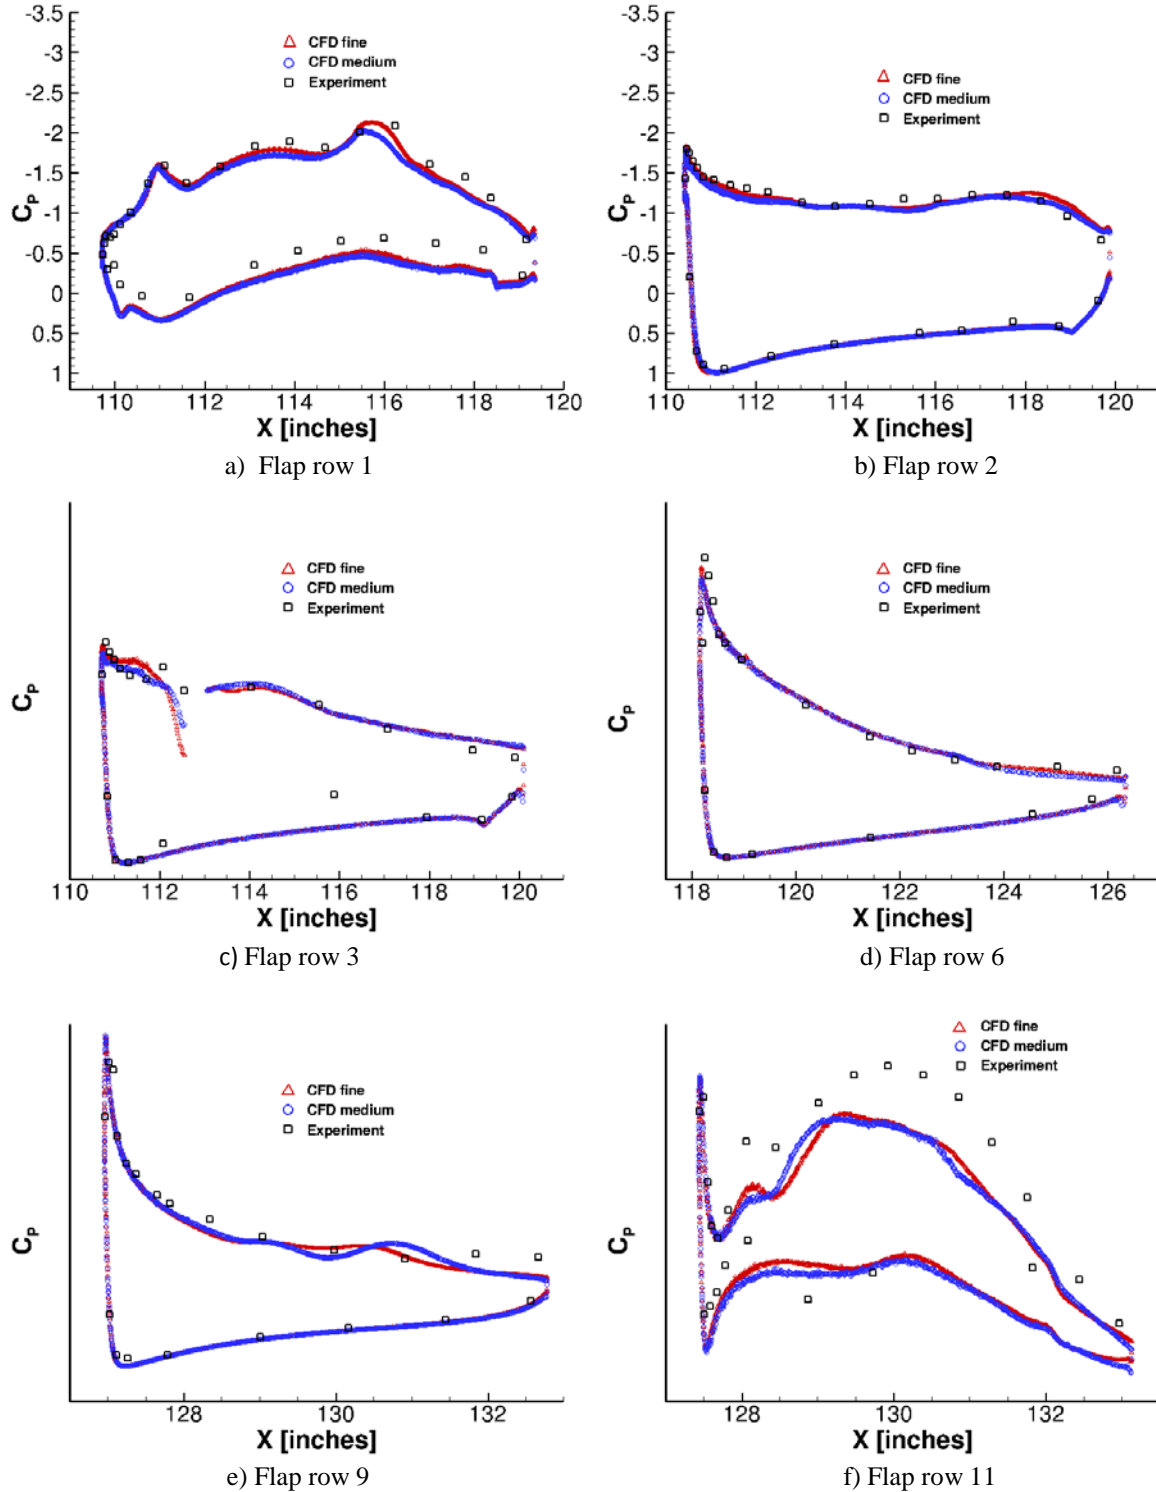 -3.5
-3
-2.5
-2
-1.5
-1
-0.5
0
0.5
1
CP
CFD fine
CFD medium
Experiment
110 112 114 116 118 120
X [inches]
a) Flap row 1
-3.5
-3
-2.5
-2
-1.5
-1
-0.5
0
0.5
1
CP
CFD fine
CFD medium
Experiment
110 112 114 116 118 120
X [inches]
b) Flap row 2
CP
CFD fine
CFD medium
Experiment
110 112 114 116 118 120
X [inches]
c) Flap row 3
CP
CFD fine
CFD medium
Experiment
118 120 122 124 126
X [inches]
d) Flap row 6
CP
CFD fine
CFD medium
Experiment
128 130 132
X [inches]
e) Flap row 9
CP
CFD fine
CFD medium
Experiment
128 130 132
X [inches]
f) Flap row 11